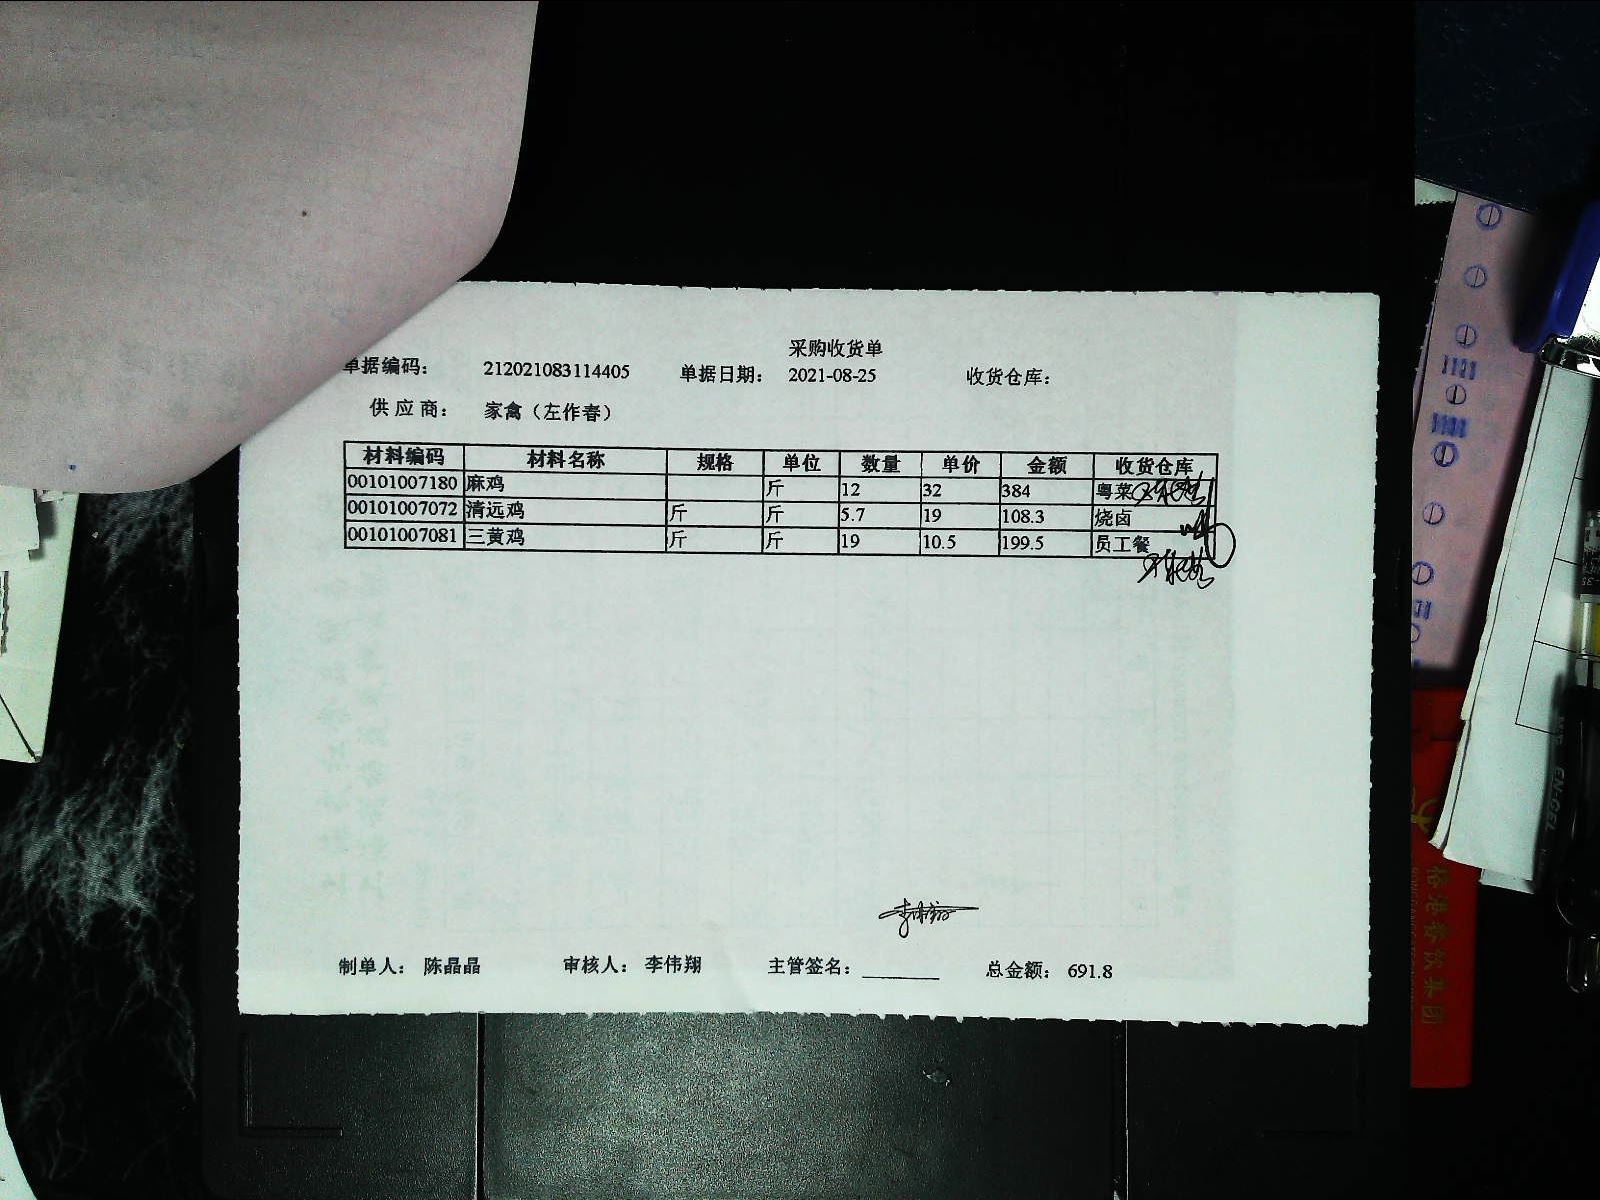 采购收货单
单据编码： 212021083114405 单据日期： 2021-08-25 收货仓库：
供 应 商： 家禽（左作春）
材料编码 材料名称 规格 单位 数量 单价 金额 收货仓库
00101007180 麻鸡 斤 12 32 384 粤菜
00101007072 清远鸡 斤 斤 5.7 19 108.3 烧卤
00101007081 三黄鸡 斤 斤 19 10.5 199.5 员工餐
李伟翔
制单人： 陈晶晶 审核人： 李伟翔 主管签名： 总金额： 691.8